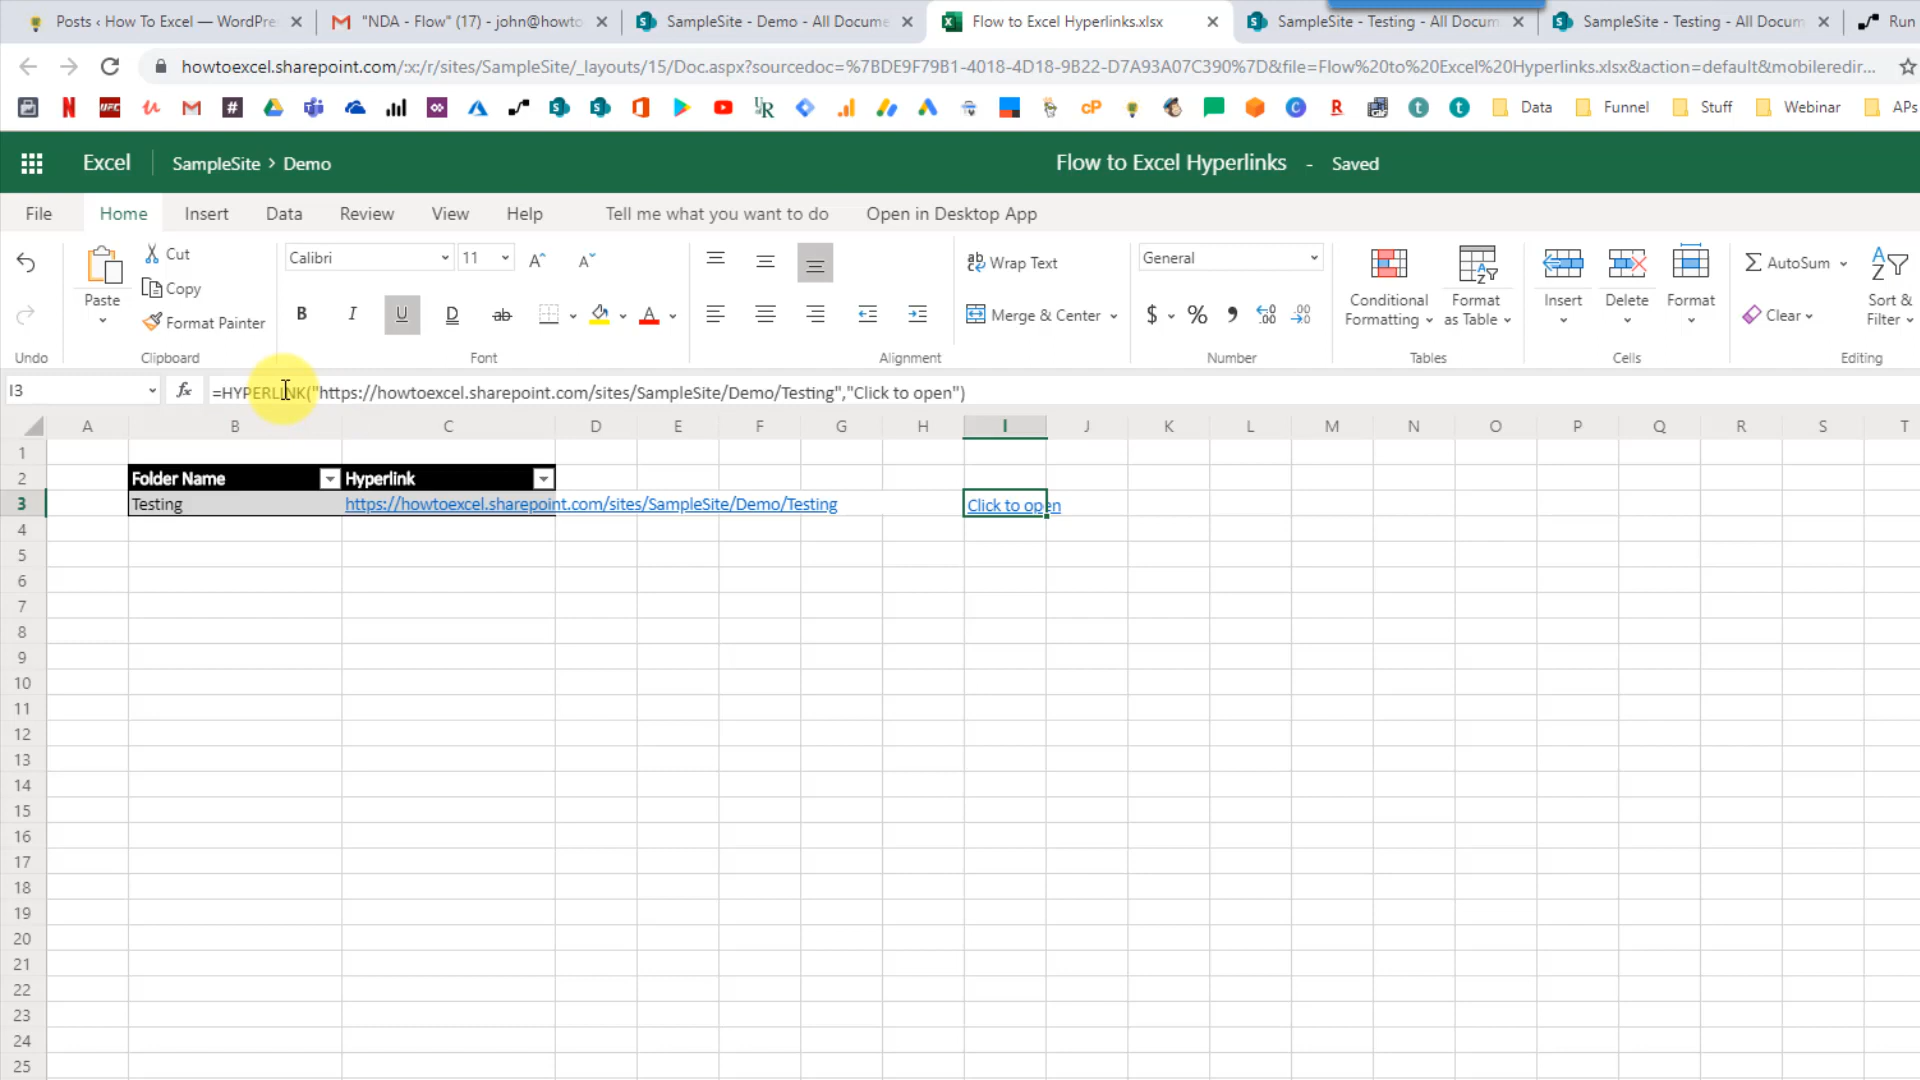 Posts ‹ How To Excel — WordPre
"NDA - Flow" (17) - john@howto
SampleSite - Demo - All Docume
Flow to Excel Hyperlinks.xlsx
SampleSite - Testing - All Docum
SampleSite - Testing - All Docum
Run
howtoexcel.sharepoint.com/:x:/r/sites/SampleSite/_layouts/15/Doc.aspx?sourcedoc=%7BDE9F79B1-4018-4D18-9B22-D7A93A07C390%7D&file=Flow%20to%20Excel%20Hyperlinks.xlsx&action=default&mobileredir...
Data Funnel Stuff Webinar APs
Excel SampleSite > Demo Flow to Excel Hyperlinks - Saved
File Home Insert Data Review View Help Tell me what you want to do Open in Desktop App
Paste Cut Copy Format Painter
Calibri 11
B I U D ab
Wrap Text
Merge & Center
General
$ % 9 .00 .00
Conditional Formatting
Format as Table
Insert Delete Format
AutoSum
Clear
Sort & Filter
Undo Clipboard Font Alignment Number Tables Cells Editing
I3 fx =HYPERLINK("https://howtoexcel.sharepoint.com/sites/SampleSite/Demo/Testing","Click to open")
A B C D E F G H I J K L M N O P Q R S T
1
2 Folder Name Hyperlink
3 Testing https://howtoexcel.sharepoint.com/sites/SampleSite/Demo/Testing Click to open
4
5
6
7
8
9
10
11
12
13
14
15
16
17
18
19
20
21
22
23
24
25